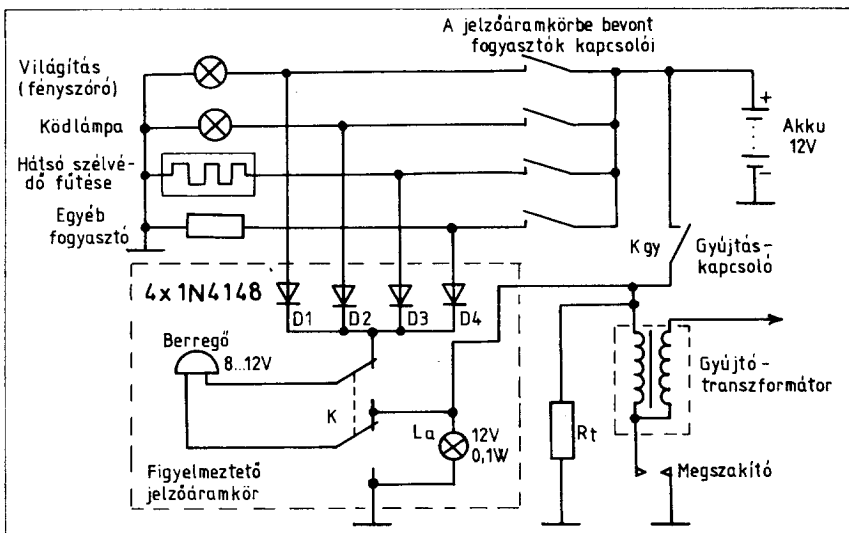 A jelzőáramkörbe bevont
fogyasztók kapcsolói
Világítás
(fényszóró)
Ködlámpa
Hátsó szélvé-
dő fűtése
Egyéb
fogyasztó
+
Akku
12V
−
Kgy
Gyújtás-
kapcsoló
4x1N4148
D1
D2
D3
D4
Berregő
8...12V
K
La
12V
0,1W
Rt
Gyújtó-
transzformátor
Megszakító
Figyelmeztető
jelzőáramkör